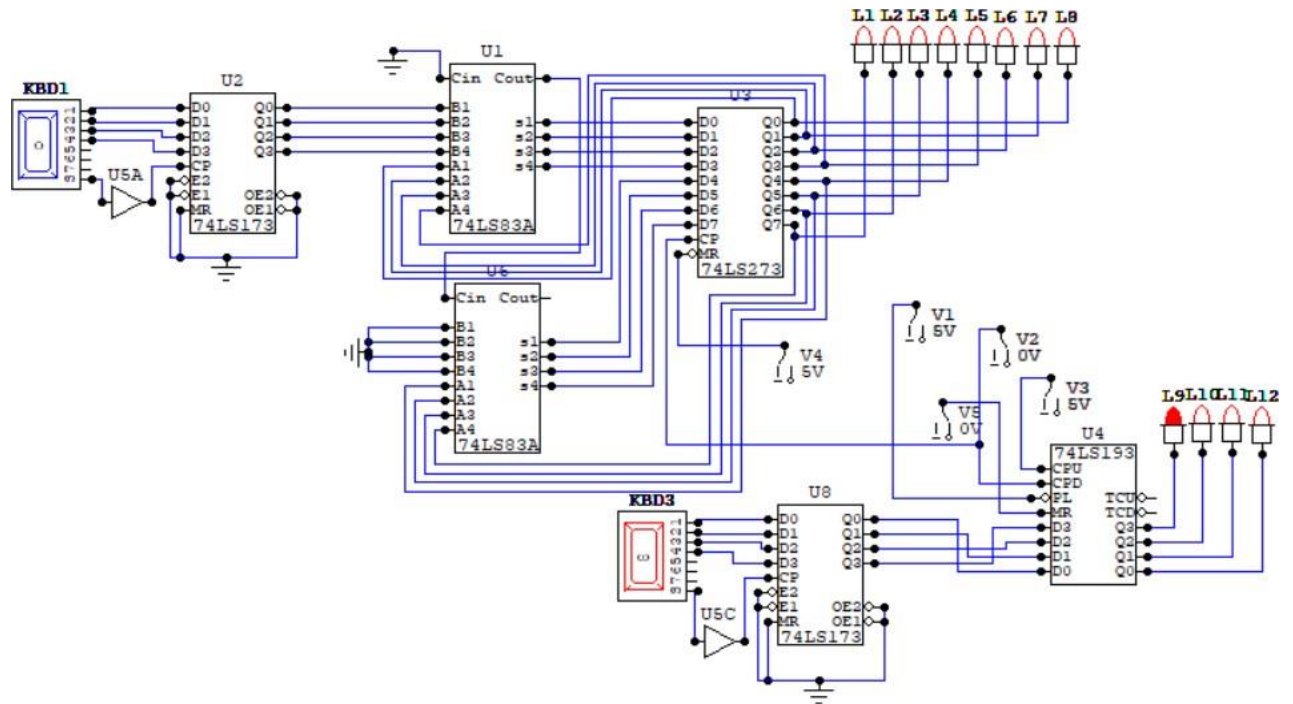 L1 L2 L3 L4 L5 L6 L7 L8
KBD1
0
S7654321
U5A
U2
D0 Q0
D1 Q1
D2 Q2
D3 Q3
CP
E2
E1 OE2
MR OE1
74LS173
U1
Cin Cout
B1
B2 s1
B3 s2
B4 s3
A1 s4
A2
A3
A4
74LS83A
U3
D0 Q0
D1 Q1
D2 Q2
D3 Q3
D4 Q4
D5 Q5
D6 Q6
D7 Q7
CP
MR
74LS273
U6
Cin Cout
B1
B2 s1
B3 s2
B4 s3
A1 s4
A2
A3
A4
74LS83A
V4
5V
V1
5V
V2
0V
V3
5V
V5
0V
L9 L10 L11 L12
U4
74LS193
CPU
CPD
PL TCU
MR TCD
D3 Q3
D2 Q2
D1 Q1
D0 Q0
KBD3
8
S7654321
U5C
U8
D0 Q0
D1 Q1
D2 Q2
D3 Q3
CP
E2
E1 OE2
MR OE1
74LS173